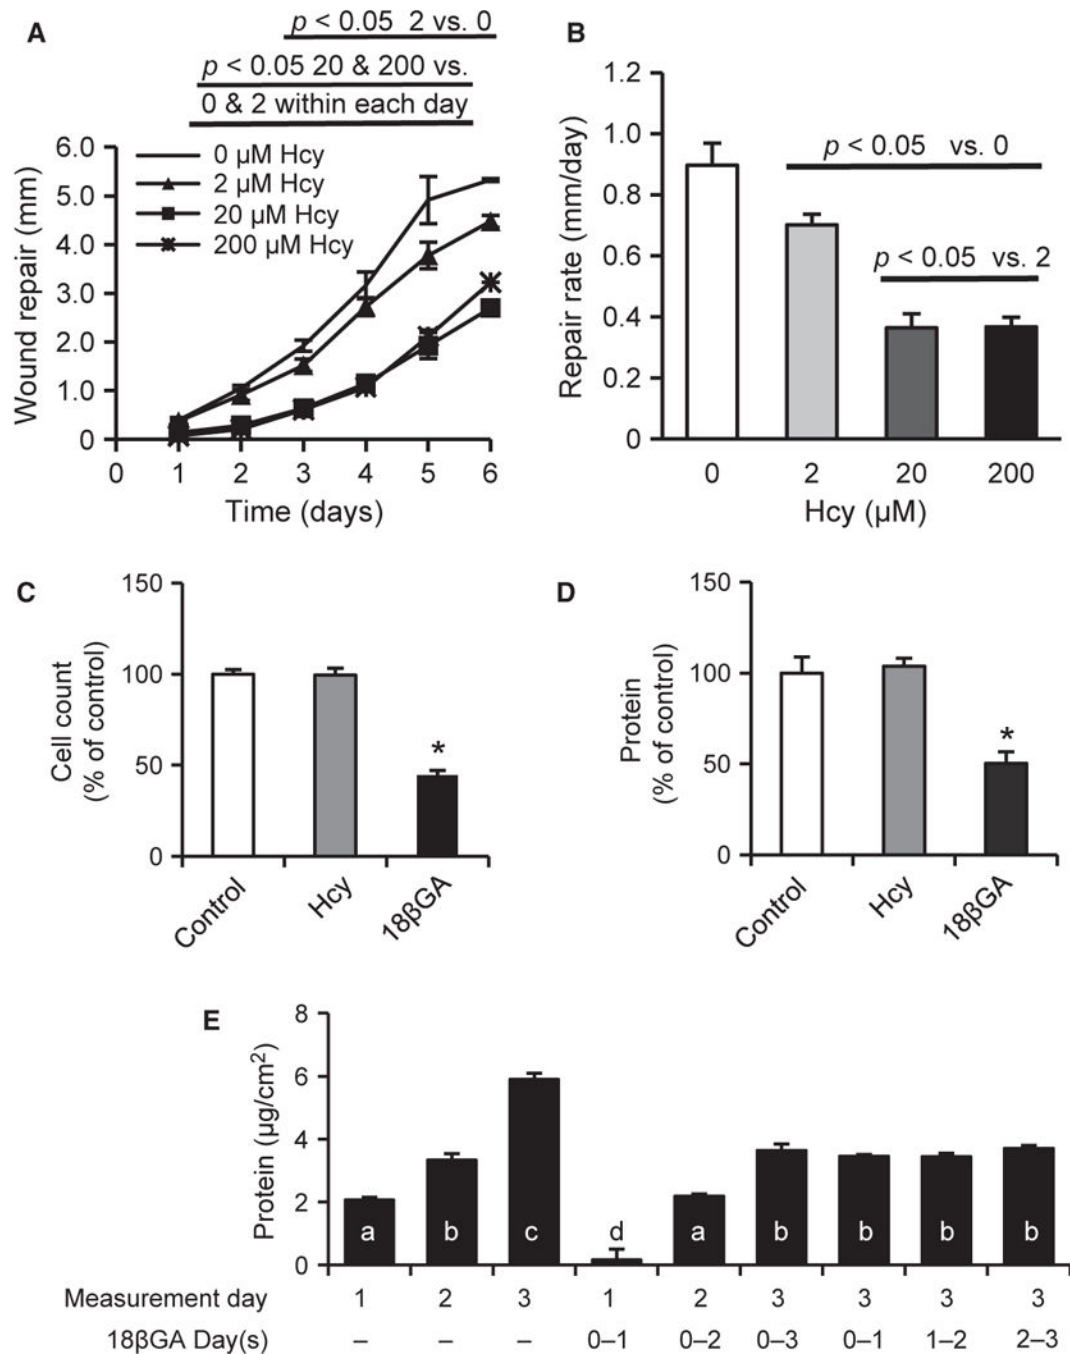 A
p < 0.05 2 vs. 0
p < 0.05 20 & 200 vs.
0 & 2 within each day
0 µM Hcy
2 µM Hcy
20 µM Hcy
200 µM Hcy
Wound repair (mm)
6.0
5.0
4.0
3.0
2.0
1.0
0
0 1 2 3 4 5 6
Time (days)
B
p < 0.05 vs. 0
p < 0.05 vs. 2
Repair rate (mm/day)
1.2
1.0
0.8
0.6
0.4
0.2
0
0 2 20 200
Hcy (µM)
C
Cell count
(% of control)
150
100
50
0
*
Control
Hcy
18βGA
D
Protein
(% of control)
150
100
50
0
*
Control
Hcy
18βGA
E
Protein (µg/cm²)
8
6
4
2
0
a b c d a b b b b
Measurement day 1 2 3 1 2 3 3 3 3
18βGA Day(s) – – – 0–1 0–2 0–3 0–1 1–2 2–3